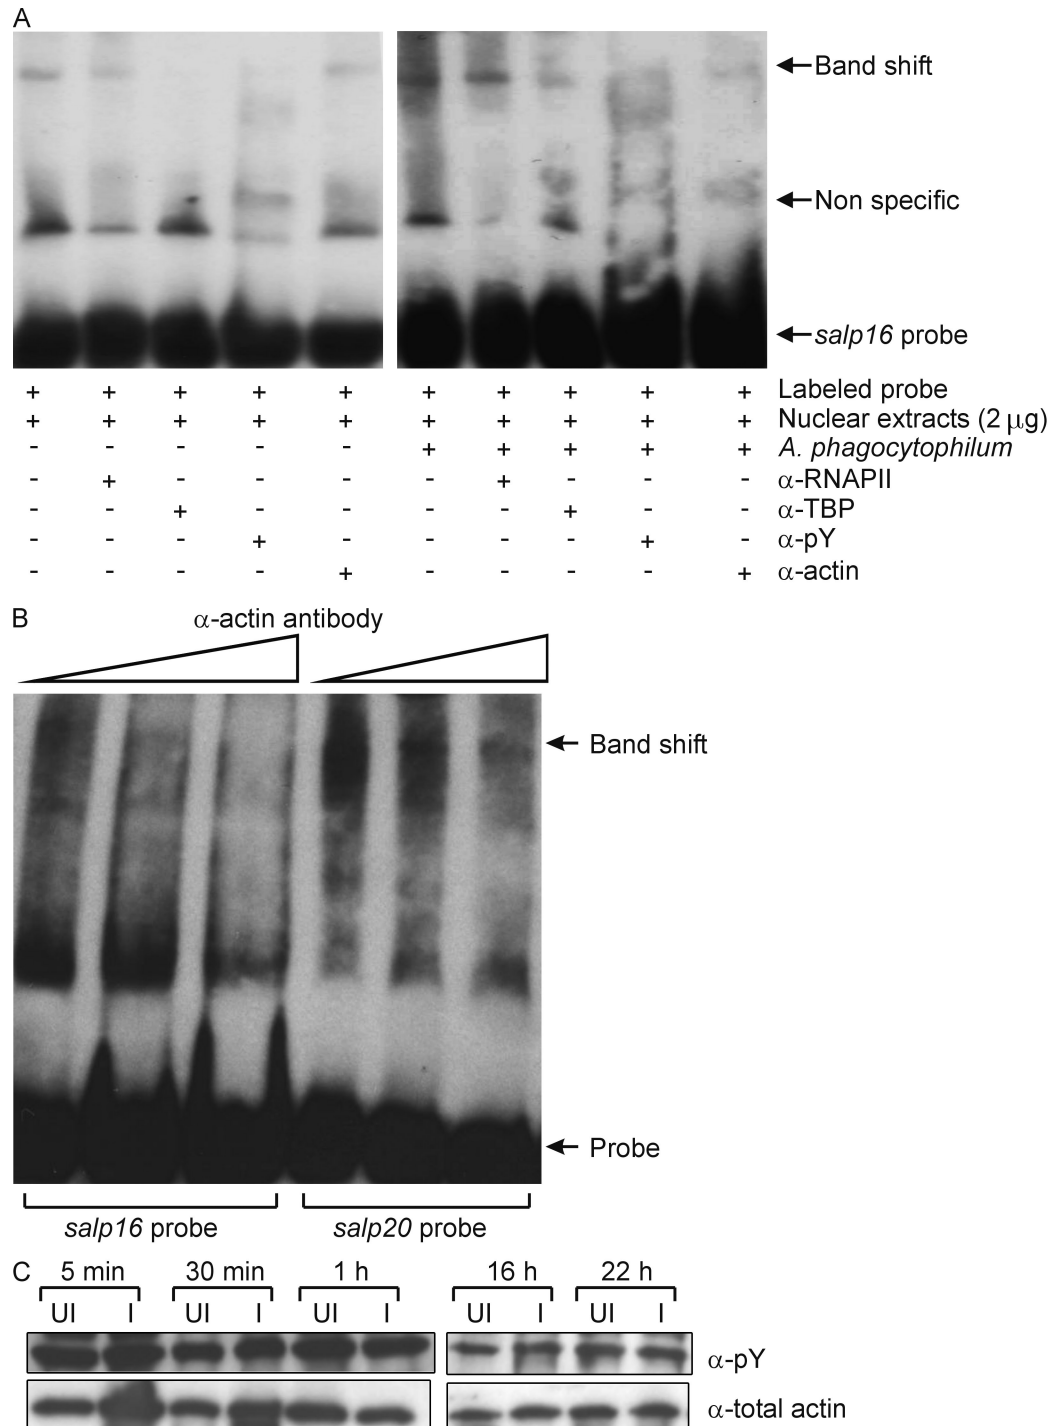 A
Band shift
Non specific
salp16 probe
+ + + + + + + + + + Labeled probe
+ + + + + + + + + + Nuclear extracts (2 μg)
- - - - - + + + + + A. phagocytophilum
- + - - - - + - - - α-RNAPII
- - + - - - - + - - α-TBP
- - - + - - - - + - α-pY
- - - - + - - - - + α-actin
B
α-actin antibody
Band shift
Probe
salp16 probe salp20 probe
C 5 min 30 min 1 h 16 h 22 h
UI I UI I UI I UI I UI I
α-pY
α-total actin